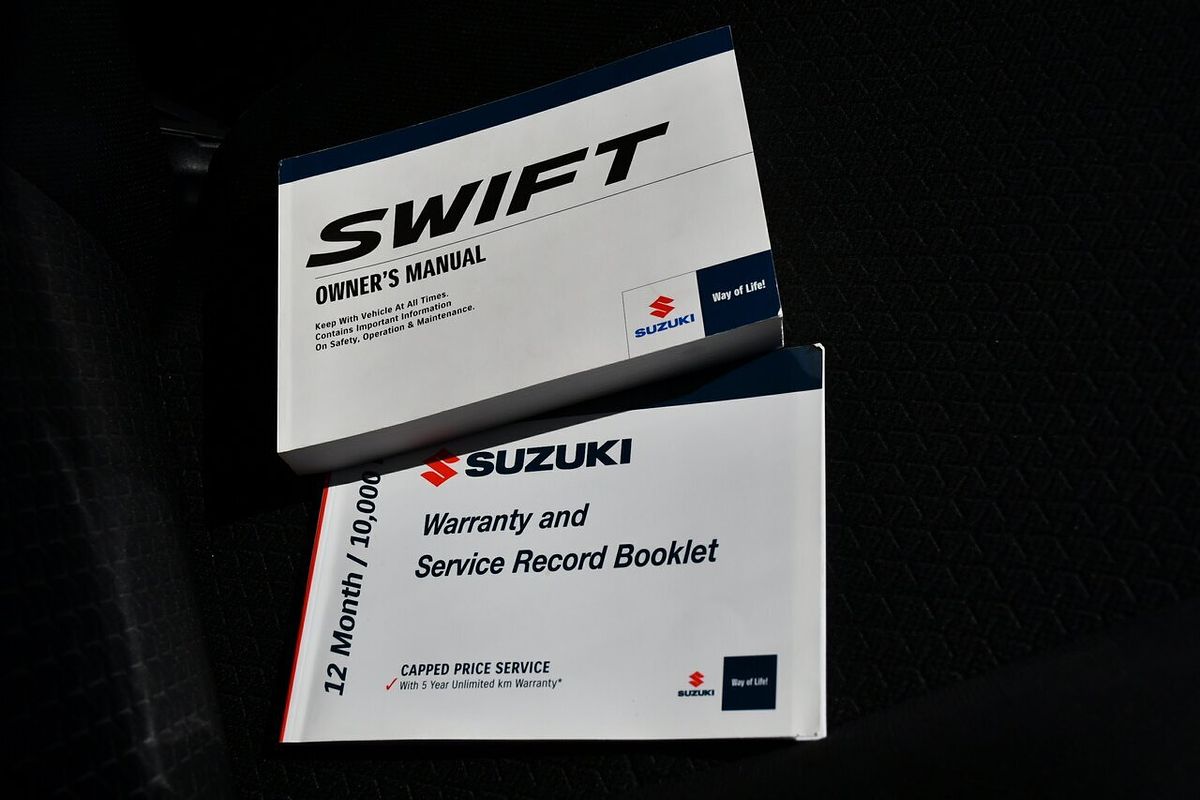 SWIFT
OWNER'S MANUAL
Keep With Vehicle At All Times.
Contains Important Information
On Safety, Operation & Maintenance.
SUZUKI
Way of Life!
SUZUKI
12 Month / 10,000
Warranty and
Service Record Booklet
CAPPED PRICE SERVICE
With 5 Year Unlimited km Warranty*
SUZUKI
Way of Life!